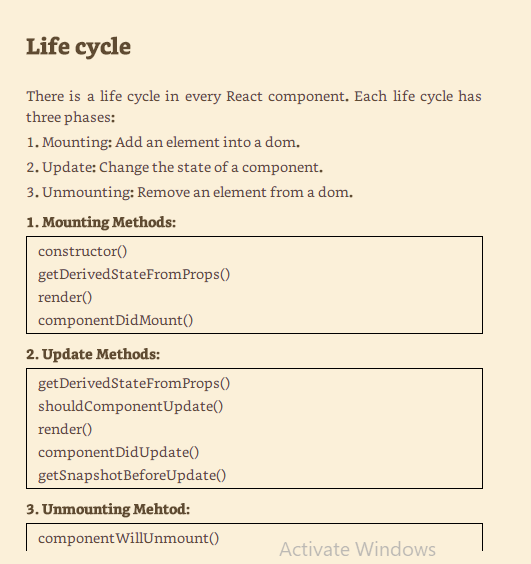 Life cycle
There is a life cycle in every React component. Each life cycle has
three phases:
1. Mounting: Add an element into a dom.
2. Update: Change the state of a component.
3. Unmounting: Remove an element from a dom.
1. Mounting Methods:
constructor()
getDerivedStateFromProps()
render()
componentDidMount()
2. Update Methods:
getDerivedStateFromProps()
shouldComponentUpdate()
render()
componentDidUpdate()
getSnapshotBeforeUpdate()
3. Unmounting Mehtod:
componentWillUnmount()
Activate Windows